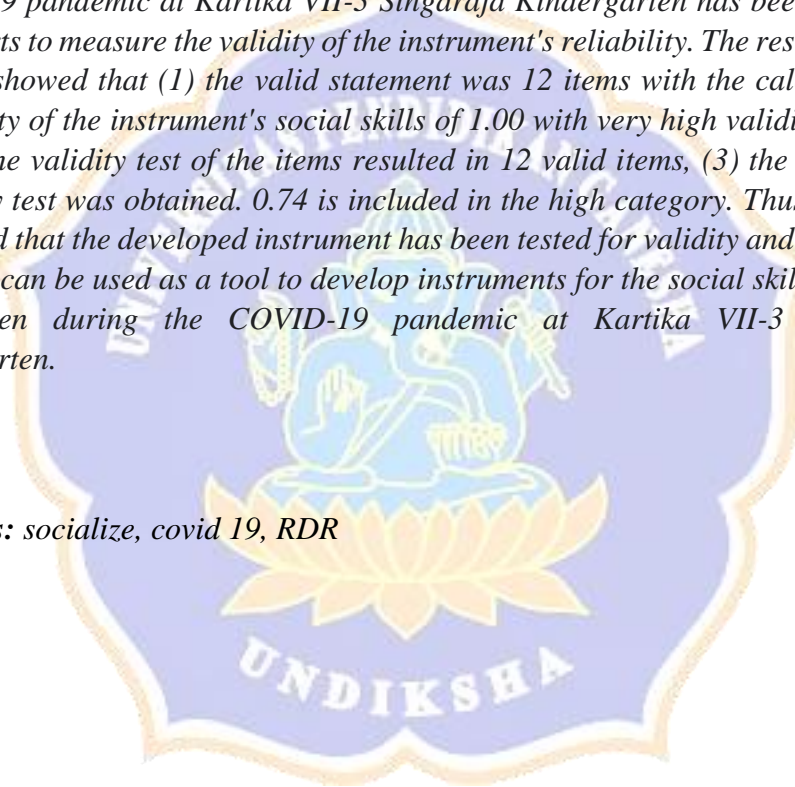 9 pandemic at Kartika VII-3 Singaraja Kindergarten has been
ts to measure the validity of the instrument's reliability. The res
showed that (1) the valid statement was 12 items with the cal
ty of the instrument's social skills of 1.00 with very high validi
he validity test of the items resulted in 12 valid items, (3) the
y test was obtained. 0.74 is included in the high category. Thus
d that the developed instrument has been tested for validity and
can be used as a tool to develop instruments for the social skil
en during the COVID-19 pandemic at Kartika VII-3
rten.
s: socialize, covid 19, RDR
UNIVERSITAS PENDIDIKAN GANESHA
UNDIKSHA